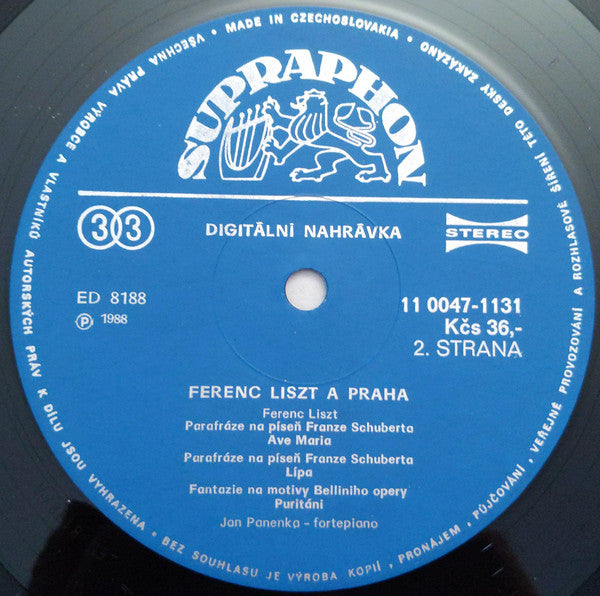 SUPRAPHON
33
DIGITÁLNÍ NAHRÁVKA
STEREO
ED 8188
Ⓟ 1988
11 0047-1131
Kčs 36,-
2. STRANA
FERENC LISZT A PRAHA
Ferenc Liszt
Parafráze na píseň Franze Schuberta
Ave Maria
Parafráze na píseň Franze Schuberta
Lípa
Fantazie na motivy Belliniho opery
Puritáni
Jan Panenka - fortepiano
MADE IN CZECHOSLOVAKIA •
VŠECHNA PRÁVA VÝROBCE A VLASTNÍKŮ AUTORSKÝCH PRÁV K DÍLU JSOU VYHRAZENA • BEZ SOUHLASU JE VÝROBA KOPIÍ, PRONÁJEM, PŮJČOVÁNÍ, VEŘEJNÉ PROVOZOVÁNÍ A ROZHLASOVÉ ŠÍŘENÍ TÉTO DESKY ZAKÁZÁNO •